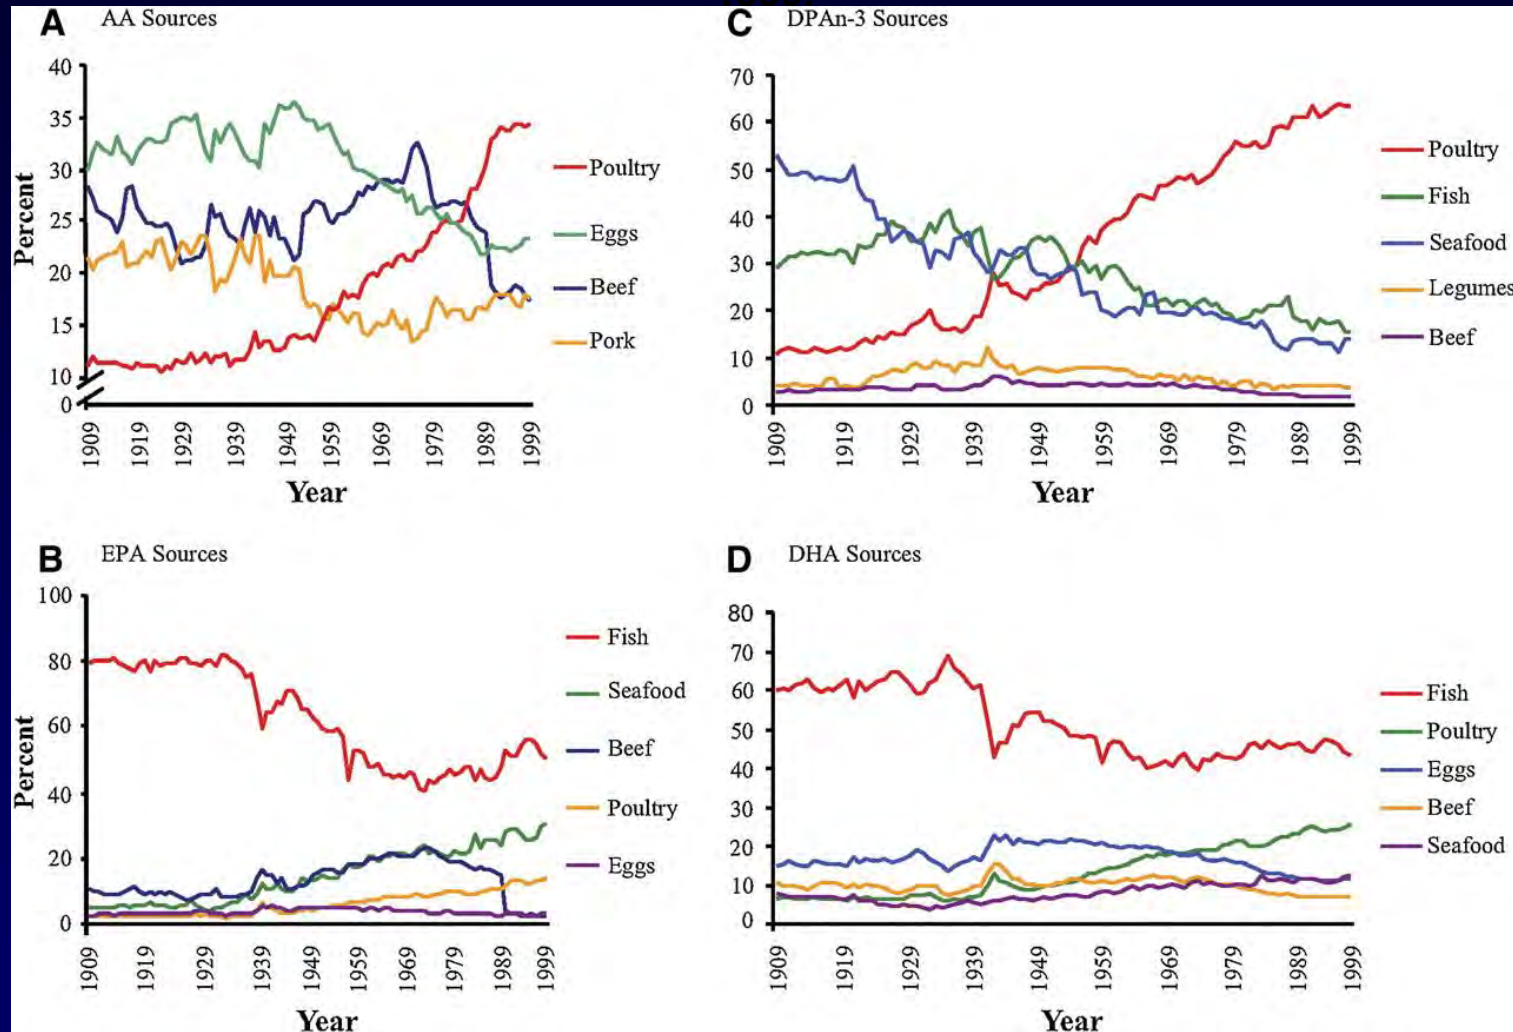 A AA Sources
40
35
30
25
20
15
10
0
Percent
1909 1919 1929 1939 1949 1959 1969 1979 1989 1999
Year
Poultry
Eggs
Beef
Pork
C DPAn-3 Sources
70
60
50
40
30
20
10
0
1909 1919 1929 1939 1949 1959 1969 1979 1989 1999
Year
Poultry
Fish
Seafood
Legumes
Beef
B EPA Sources
100
80
60
40
20
0
Percent
1909 1919 1929 1939 1949 1959 1969 1979 1989 1999
Year
Fish
Seafood
Beef
Poultry
Eggs
D DHA Sources
80
70
60
50
40
30
20
10
0
1909 1919 1929 1939 1949 1959 1969 1979 1989 1999
Year
Fish
Poultry
Eggs
Beef
Seafood